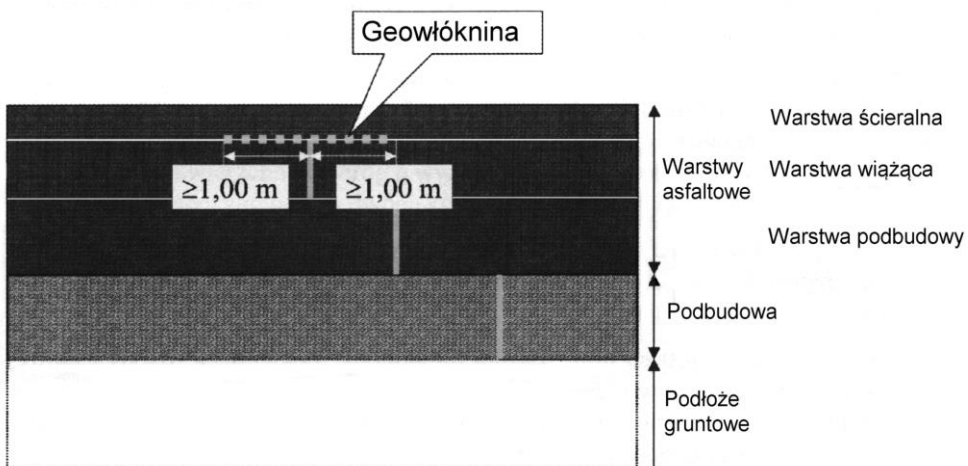 Geowłóknina
≥1,00 m
≥1,00 m
Warstwy
asfaltowe
Warstwa ścieralna
Warstwa wiążąca
Warstwa podbudowy
Podbudowa
Podłoże
gruntowe